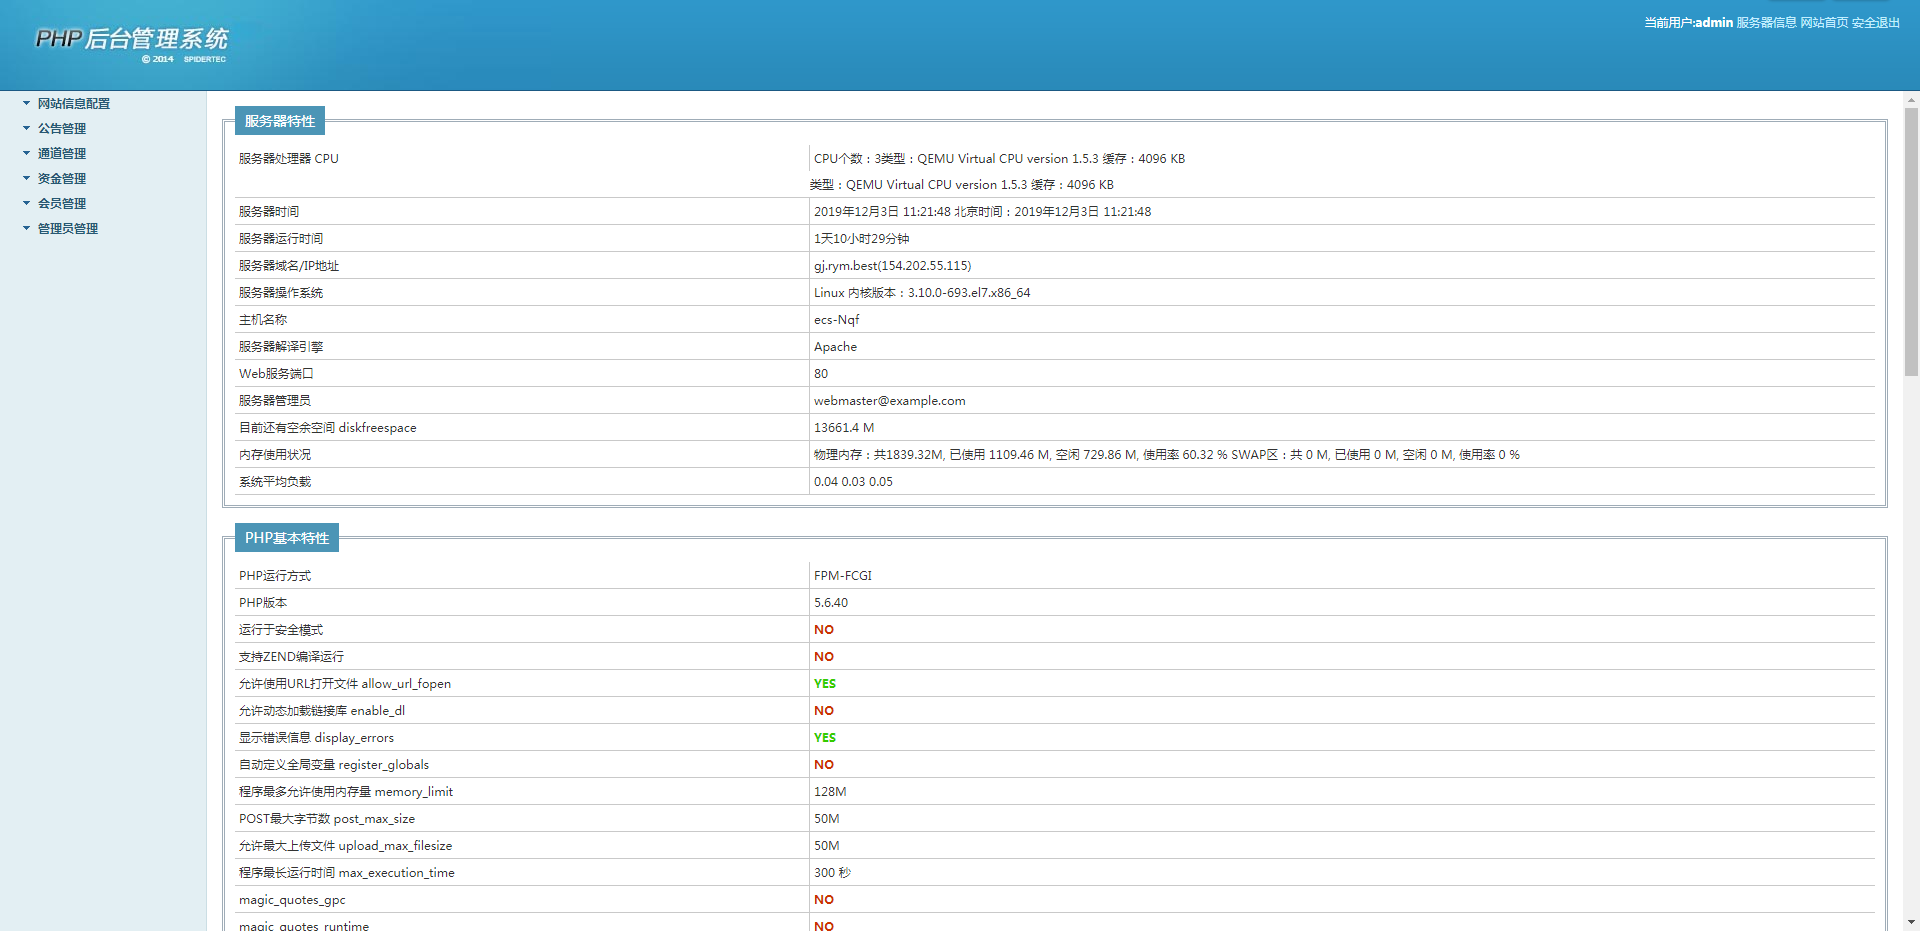 PHP 后台管理系统
© 2014 SPIDERTEC
当前用户:admin 服务器信息 网站首页 安全退出
网站信息配置
公告管理
通道管理
资金管理
会员管理
管理员管理
服务器特性
服务器处理器 CPU CPU个数：3类型：QEMU Virtual CPU version 1.5.3 缓存：4096 KB
类型：QEMU Virtual CPU version 1.5.3 缓存：4096 KB
服务器时间 2019年12月3日 11:21:48 北京时间：2019年12月3日 11:21:48
服务器运行时间 1天10小时29分钟
服务器域名/IP地址 gj.rym.best(154.202.55.115)
服务器操作系统 Linux 内核版本：3.10.0-693.el7.x86_64
主机名称 ecs-Nqf
服务器解译引擎 Apache
Web服务端口 80
服务器管理员 webmaster@example.com
目前还有空余空间 diskfreespace 13661.4 M
内存使用状况 物理内存：共1839.32M, 已使用 1109.46 M, 空闲 729.86 M, 使用率 60.32 % SWAP区：共 0 M, 已使用 0 M, 空闲 0 M, 使用率 0 %
系统平均负载 0.04 0.03 0.05
PHP基本特性
PHP运行方式 FPM-FCGI
PHP版本 5.6.40
运行于安全模式 NO
支持ZEND编译运行 NO
允许使用URL打开文件 allow_url_fopen YES
允许动态加载链接库 enable_dl NO
显示错误信息 display_errors YES
自动定义全局变量 register_globals NO
程序最多允许使用内存量 memory_limit 128M
POST最大字节数 post_max_size 50M
允许最大上传文件 upload_max_filesize 50M
程序最长运行时间 max_execution_time 300 秒
magic_quotes_gpc NO
magic_quotes_runtime NO